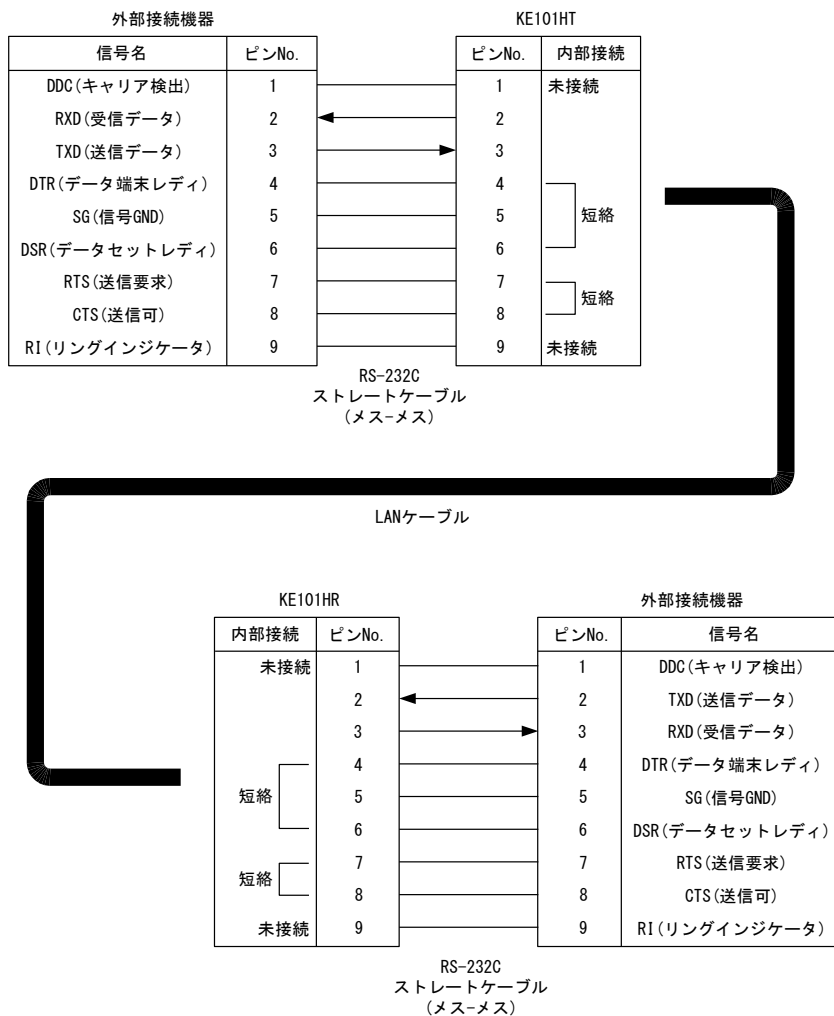 外部接続機器 KE101HT
信号名 ピンNo. ピンNo. 内部接続
DDC(キャリア検出) 1 1 未接続
RXD(受信データ) 2 2
TXD(送信データ) 3 3
DTR(データ端末レディ) 4 4
SG(信号GND) 5 5 短絡
DSR(データセットレディ) 6 6
RTS(送信要求) 7 7
短絡
CTS(送信可) 8 8
RI(リングインジケータ) 9 9 未接続
RS-232C
ストレートケーブル
(メス-メス)
LANケーブル
KE101HR 外部接続機器
内部接続 ピンNo. ピンNo. 信号名
未接続 1 1 DDC(キャリア検出)
2 2 TXD(送信データ)
3 3 RXD(受信データ)
4 4 DTR(データ端末レディ)
短絡 5 5 SG(信号GND)
6 6 DSR(データセットレディ)
7 7 RTS(送信要求)
短絡
8 8 CTS(送信可)
未接続 9 9 RI(リングインジケータ)
RS-232C
ストレートケーブル
(メス-メス)